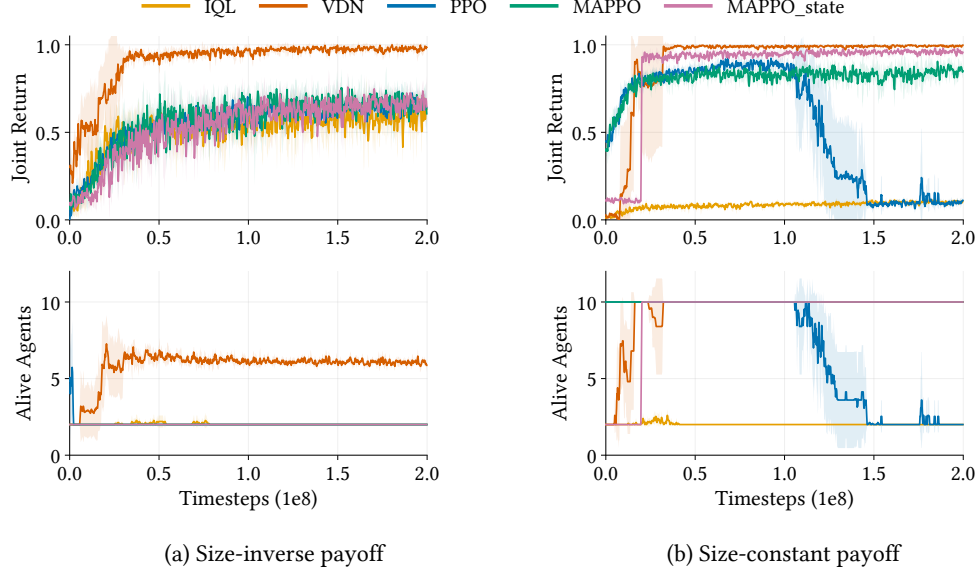 IQL VDN PPO MAPPO MAPPO_state
1.0
0.5
0.0
Joint Return
0.0 0.5 1.0 1.5 2.0
1.0
0.5
0.0
Joint Return
0.0 0.5 1.0 1.5 2.0
10
5
0
Alive Agents
0.0 0.5 1.0 1.5 2.0
Timesteps (1e8)
10
5
0
Alive Agents
0.0 0.5 1.0 1.5 2.0
Timesteps (1e8)
(a) Size-inverse payoff
(b) Size-constant payoff